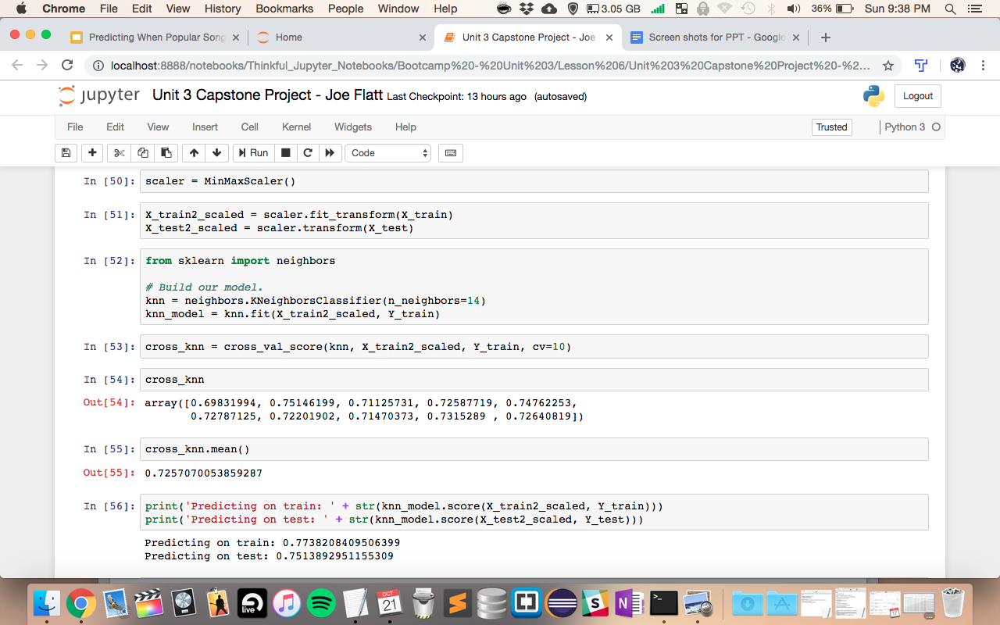 Chrome File Edit View History Bookmarks People Window Help 3.05 GB 36% Sun 9:38 PM
Predicting When Popular Song Home Unit 3 Capstone Project - Joe Screen shots for PPT - Google
localhost:8888/notebooks/Thinkful_Jupyter_Notebooks/Bootcamp%20-%20Unit%203/Lesson%206/Unit%203%20Capstone%20Project%20-%2...
jupyter Unit 3 Capstone Project - Joe Flatt Last Checkpoint: 13 hours ago (autosaved) Logout
File Edit View Insert Cell Kernel Widgets Help Trusted Python 3
Run Code
In [50]: scaler = MinMaxScaler()
In [51]: X_train2_scaled = scaler.fit_transform(X_train)
X_test2_scaled = scaler.transform(X_test)
In [52]: from sklearn import neighbors
# Build our model.
knn = neighbors.KNeighborsClassifier(n_neighbors=14)
knn_model = knn.fit(X_train2_scaled, Y_train)
In [53]: cross_knn = cross_val_score(knn, X_train2_scaled, Y_train, cv=10)
In [54]: cross_knn
Out[54]: array([0.69831994, 0.75146199, 0.71125731, 0.72587719, 0.74762253,
0.72787125, 0.72201902, 0.71470373, 0.7315289 , 0.72640819])
In [55]: cross_knn.mean()
Out[55]: 0.7257070053859287
In [56]: print('Predicting on train: ' + str(knn_model.score(X_train2_scaled, Y_train)))
print('Predicting on test: ' + str(knn_model.score(X_test2_scaled, Y_test)))
Predicting on train: 0.7738208409506399
Predicting on test: 0.7513892951155309
live OCT 21 S N 17